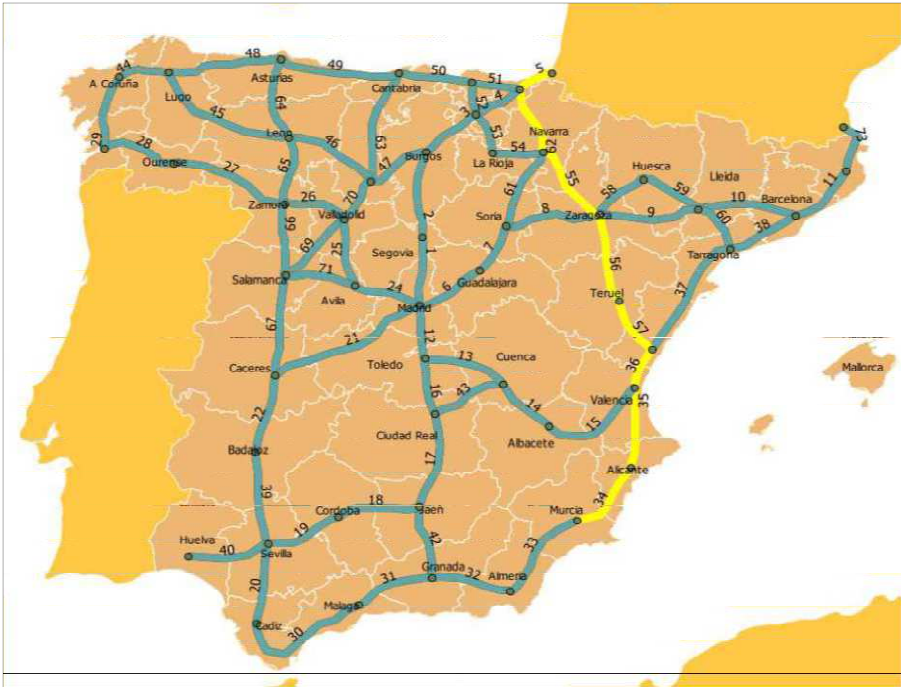 5
48
49
50
51
44
Asturias
Cantabria
4
A Coruña
Lugo
52
3
64
73
45
Leon
46
63
53
Navarra
54
62
29
28
Ourense
27
65
47
Burgos
La Rioja
Huesca
Lleida
11
55
58
59
61
70
26
Zamora
Valladolid
2
Soria
8
Zaragoza
9
10
Barcelona
60
38
66
69
25
Segovia
1
7
Tarragona
Salamanca
71
Avila
24
6
Guadalajara
56
37
Madrid
Teruel
67
21
12
57
Toledo
13
Cuenca
36
Mallorca
Caceres
16
43
Valencia
35
22
14
15
Ciudad Real
Albacete
Badajoz
17
Alicante
39
18
34
Cordoba
Jaen
Murcia
19
Huelva
40
Sevilla
42
33
20
Granada
31
32
Almeria
Malaga
Cadiz
30